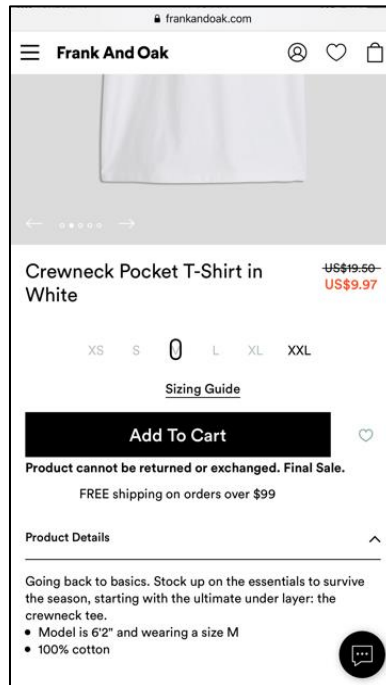 frankandoak.com
Frank And Oak
Crewneck Pocket T-Shirt in
White
US$19.50
US$9.97
XS S M L XL XXL
Sizing Guide
Add To Cart
Product cannot be returned or exchanged. Final Sale.
FREE shipping on orders over $99
Product Details
Going back to basics. Stock up on the essentials to survive
the season, starting with the ultimate under layer: the
crewneck tee.
• Model is 6'2" and wearing a size M
• 100% cotton